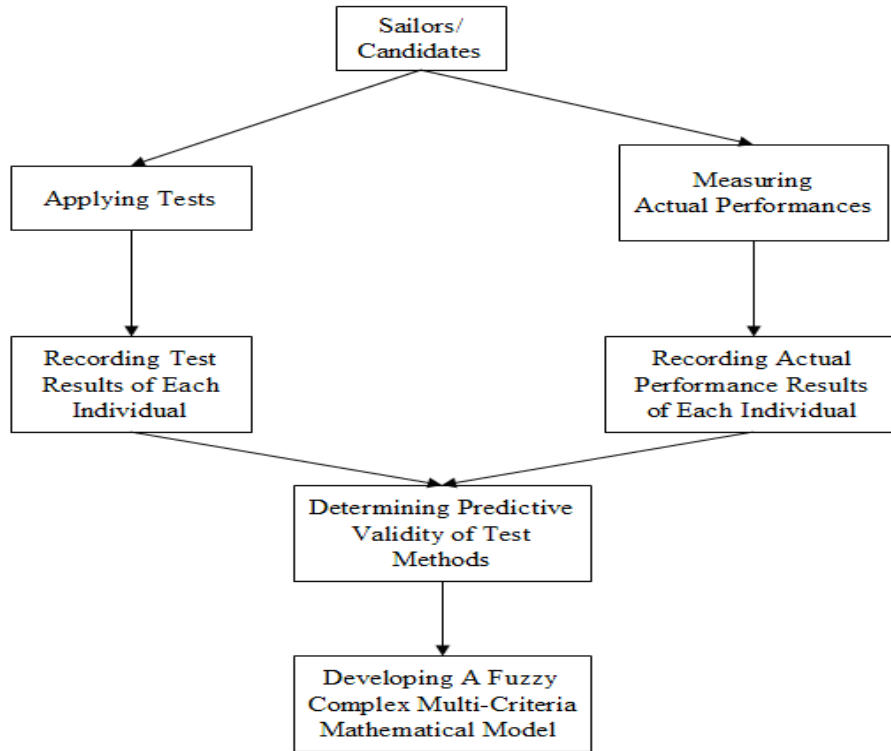 Sailors/
Candidates
Applying Tests
Measuring
Actual Performances
Recording Test
Results of Each
Individual
Recording Actual
Performance Results
of Each Individual
Determining Predictive
Validity of Test
Methods
Developing A Fuzzy
Complex Multi-Criteria
Mathematical Model